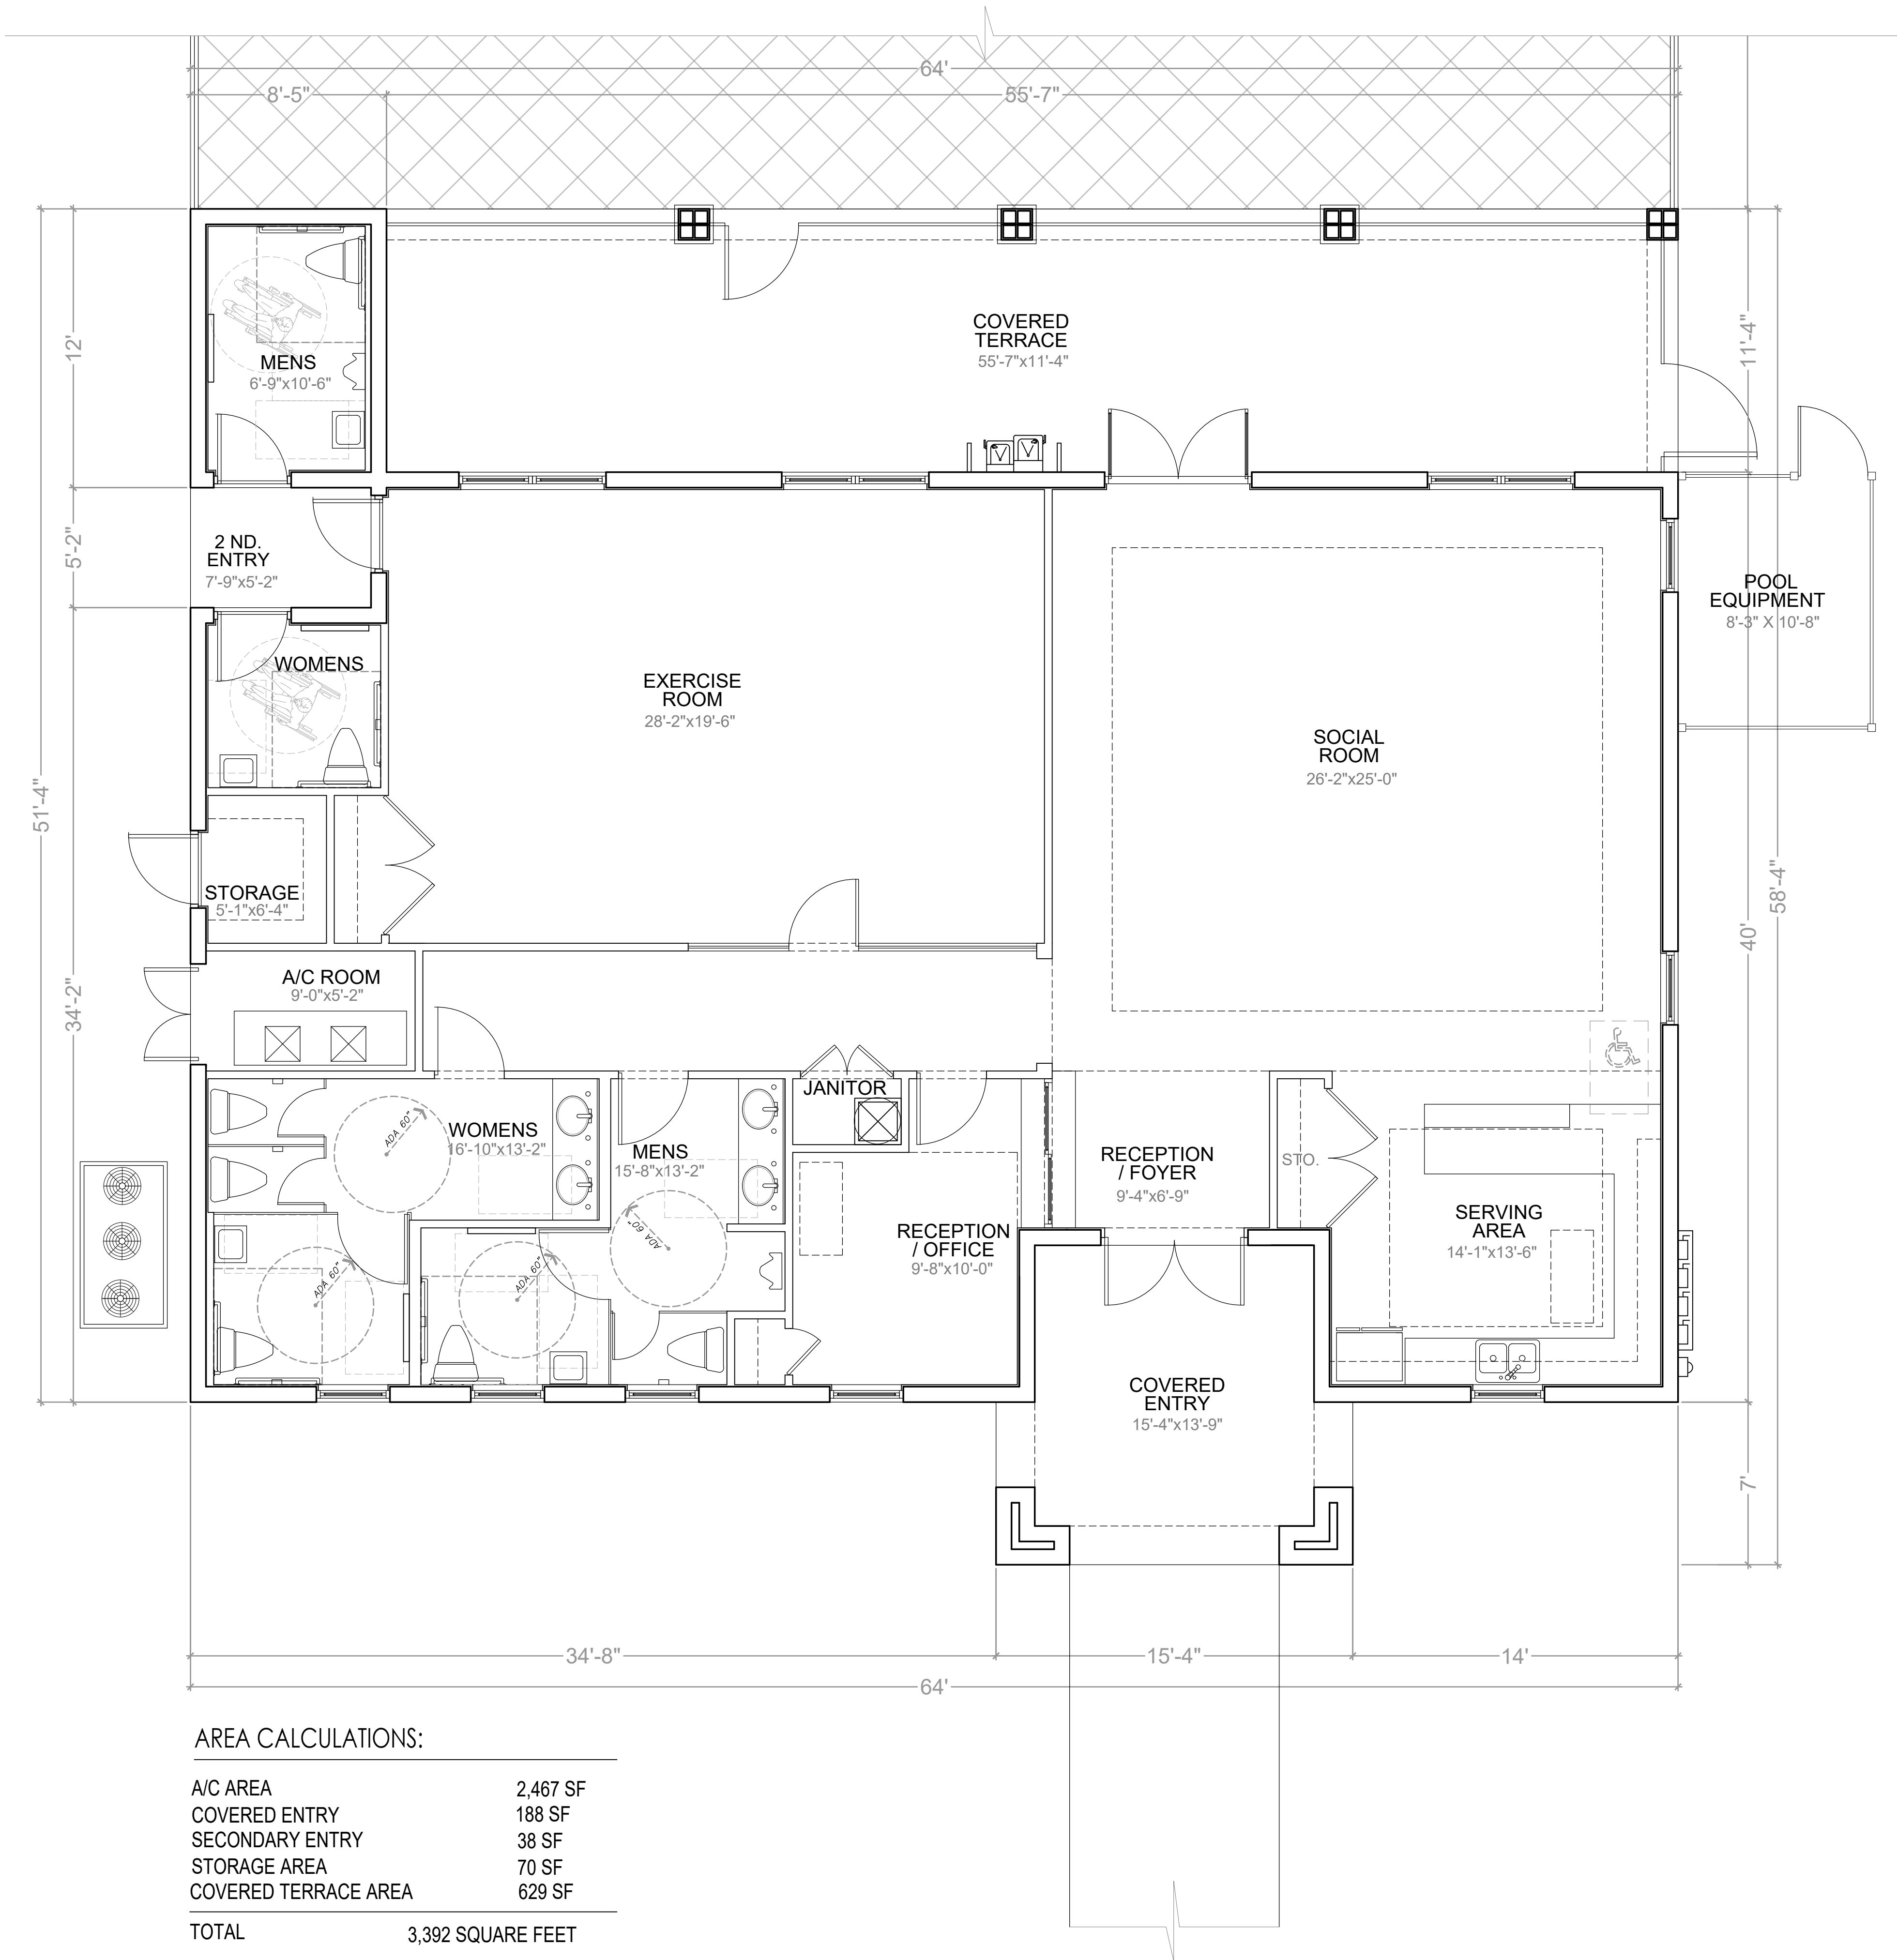 64'
8'-5"
55'-7"
12'
5'-2"
51'-4"
34'-2"
11'-4"
40'
58'-4"
7'
MENS
6'-9"x10'-6"
COVERED
TERRACE
55'-7"x11'-4"
2 ND.
ENTRY
7'-9"x5'-2"
POOL
EQUIPMENT
8'-3" X 10'-8"
WOMENS
EXERCISE
ROOM
28'-2"x19'-6"
SOCIAL
ROOM
26'-2"x25'-0"
STORAGE
5'-1"x6'-4"
A/C ROOM
9'-0"x5'-2"
JANITOR
ADA 60"
WOMENS
16'-10"x13'-2"
MENS
15'-8"x13'-2"
RECEPTION
/ FOYER
9'-4"x6'-9"
STO.
SERVING
AREA
14'-1"x13'-6"
RECEPTION
/ OFFICE
9'-8"x10'-0"
ADA 60"
ADA 60"
ADA 60"
COVERED
ENTRY
15'-4"x13'-9"
34'-8"
15'-4"
14'
64'
AREA CALCULATIONS:
A/C AREA 2,467 SF
COVERED ENTRY 188 SF
SECONDARY ENTRY 38 SF
STORAGE AREA 70 SF
COVERED TERRACE AREA 629 SF
TOTAL 3,392 SQUARE FEET